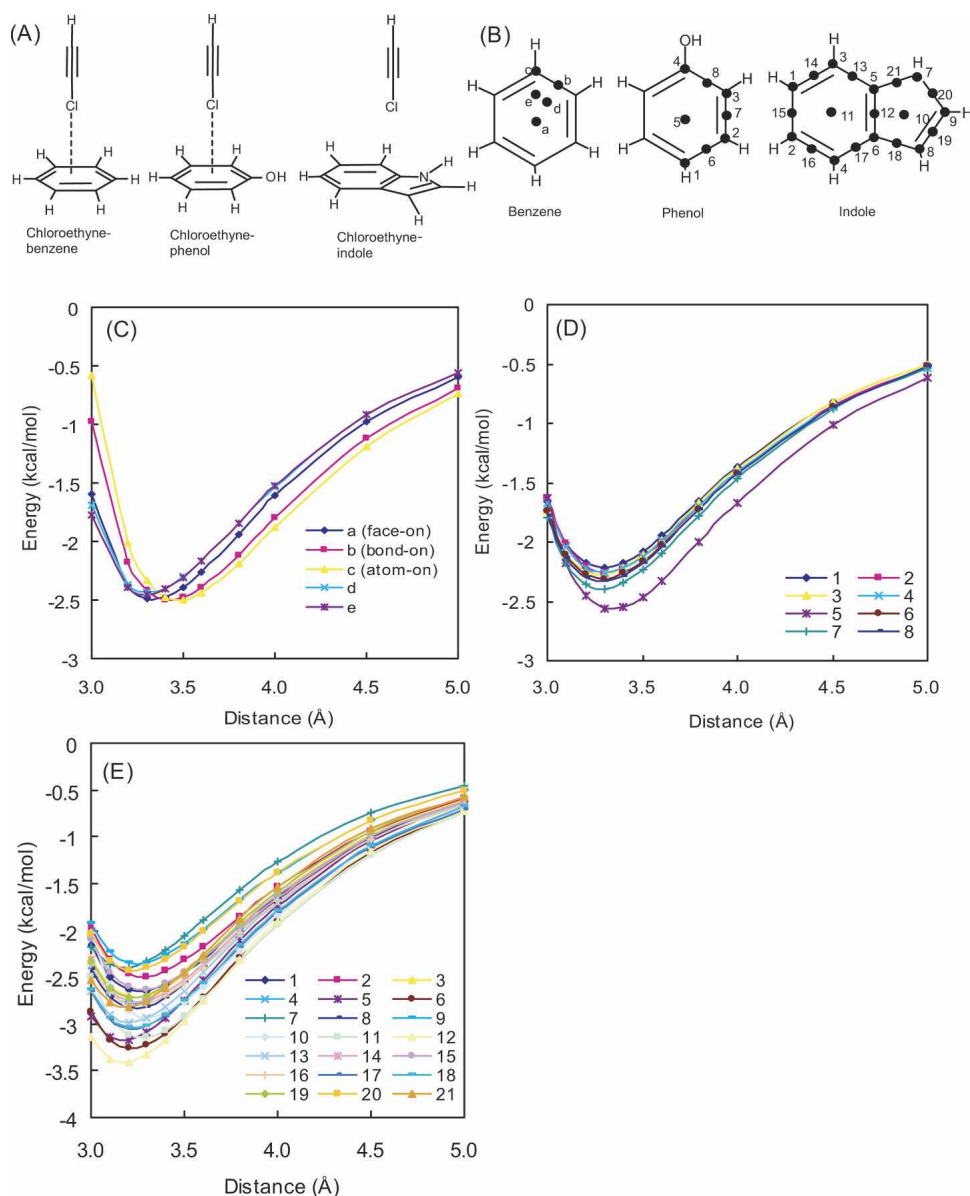 (A)
H
H
H
Cl
Cl
Cl
H
H
H
H
H
H
H
H
H
H
H
OH
H
H
H
H
N
H
H
H
H
Chloroethyne-
benzene
Chloroethyne-
phenol
Chloroethyne-
indole
(B)
H
c
b
e
d
a
H
H
H
H
H
Benzene
OH
4
8
3
H
7
5
2
H
6
H
1
H
H
Phenol
H
3
14
13
H
1
5
21
H
7
20
15
11
12
10
9
H
19
H
2
16
17
6
18
8
H
4
H
Indole
(C)
0
-0.5
-1
-1.5
-2
-2.5
-3
Energy (kcal/mol)
a (face-on)
b (bond-on)
c (atom-on)
d
e
3.0 3.5 4.0 4.5 5.0
Distance (Å)
(D)
0
-0.5
-1
-1.5
-2
-2.5
-3
Energy (kcal/mol)
1 2
3 4
5 6
7 8
3.0 3.5 4.0 4.5 5.0
Distance (Å)
(E)
0
-0.5
-1
-1.5
-2
-2.5
-3
-3.5
-4
Energy (kcal/mol)
1 2 3
4 5 6
7 8 9
10 11 12
13 14 15
16 17 18
19 20 21
3.0 3.5 4.0 4.5 5.0
Distance (Å)